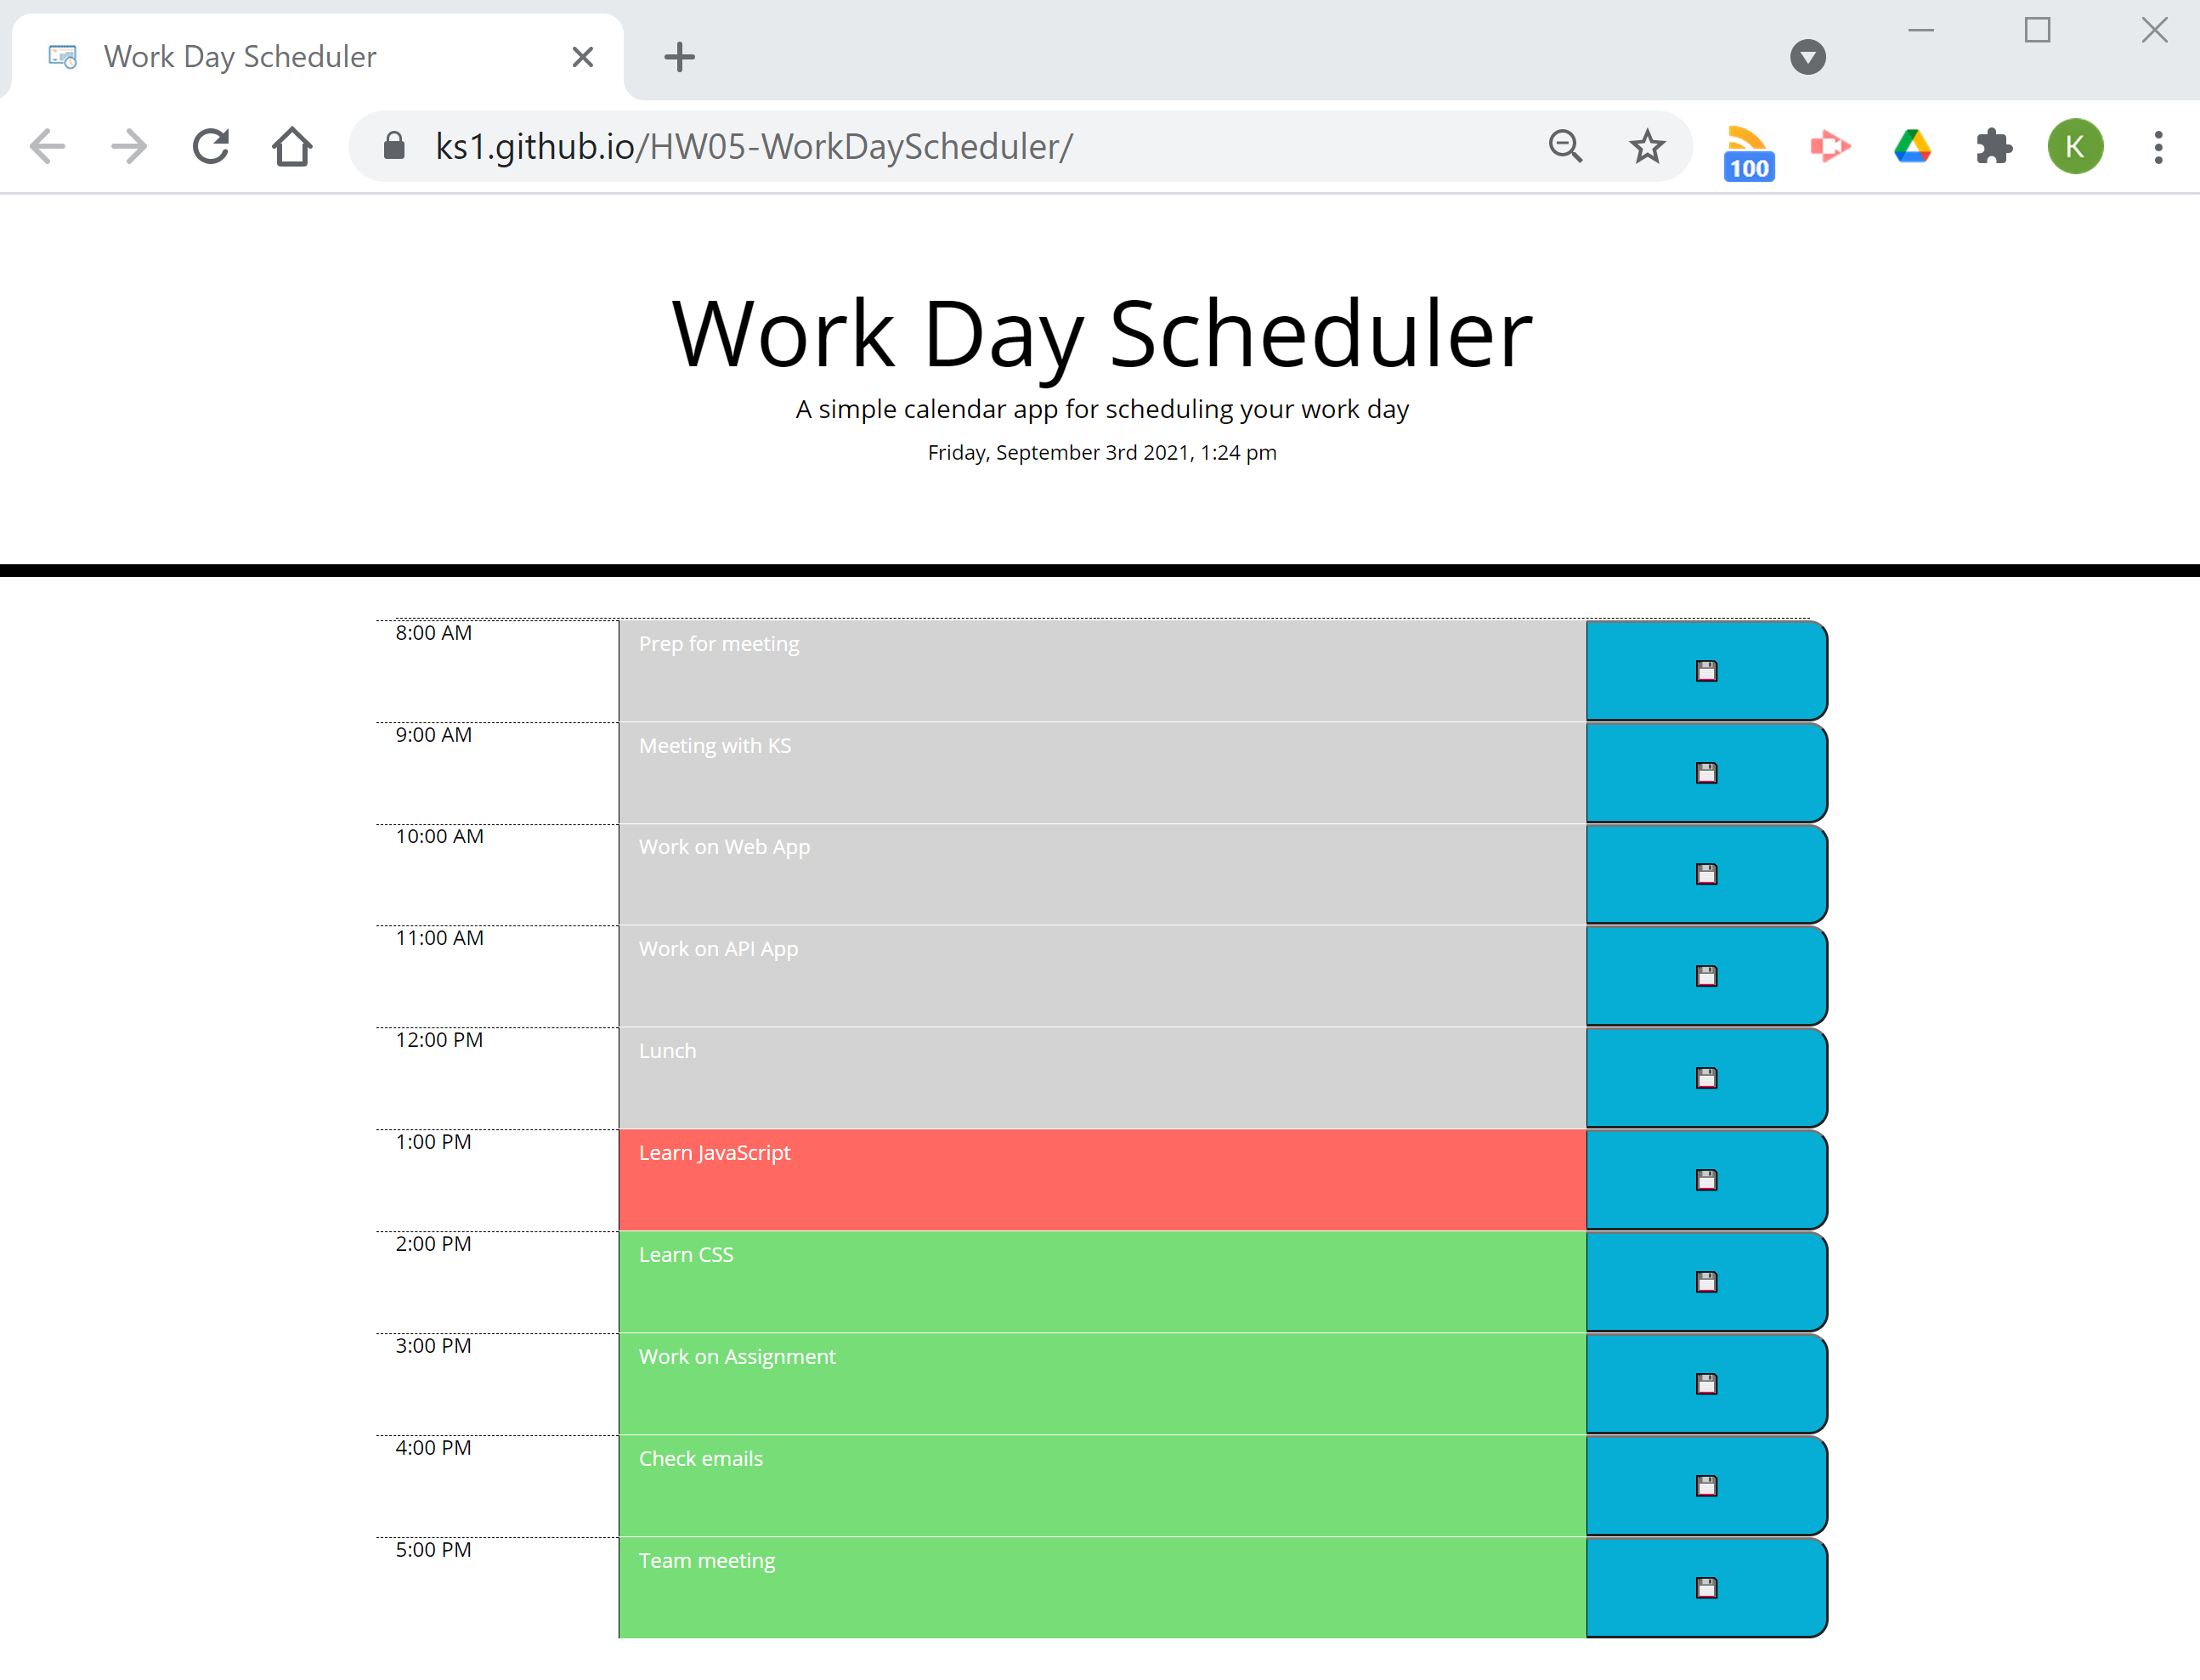 Work Day Scheduler
ks1.github.io/HW05-WorkDayScheduler/
100
K
Work Day Scheduler
A simple calendar app for scheduling your work day
Friday, September 3rd 2021, 1:24 pm
8:00 AM Prep for meeting
9:00 AM Meeting with KS
10:00 AM Work on Web App
11:00 AM Work on API App
12:00 PM Lunch
1:00 PM Learn JavaScript
2:00 PM Learn CSS
3:00 PM Work on Assignment
4:00 PM Check emails
5:00 PM Team meeting